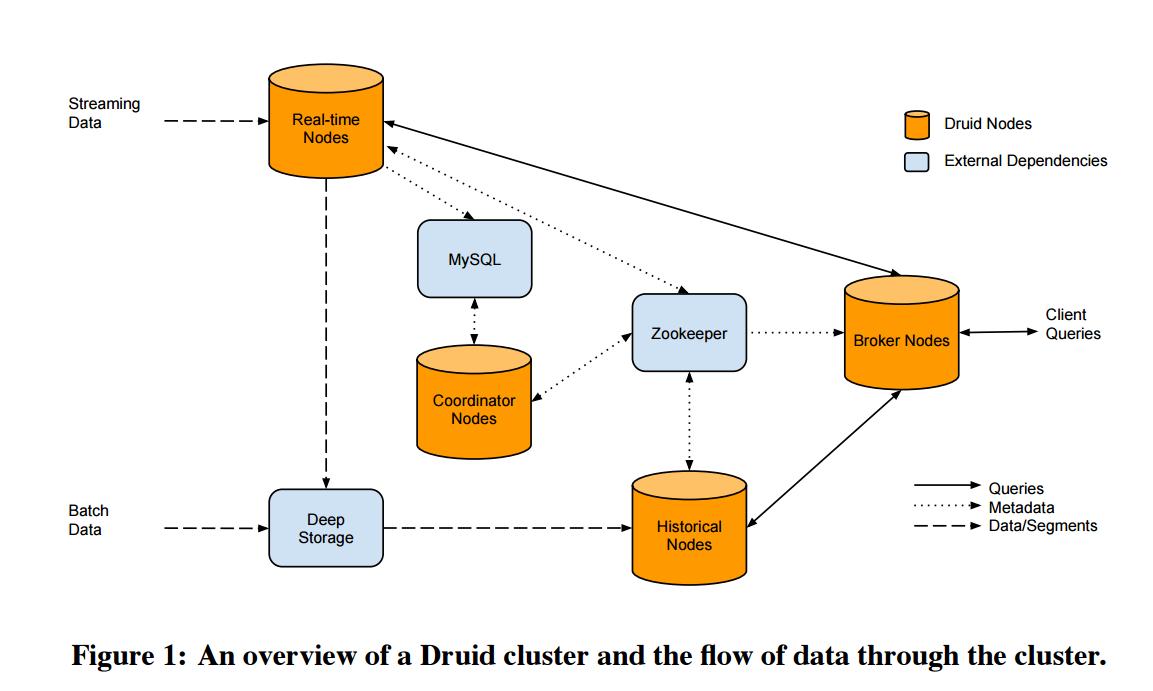 Streaming
Data
Real-time
Nodes
Druid Nodes
External Dependencies
MySQL
Zookeeper
Broker Nodes
Client
Queries
Coordinator
Nodes
Batch
Data
Deep
Storage
Historical
Nodes
Queries
Metadata
Data/Segments
Figure 1: An overview of a Druid cluster and the flow of data through the cluster.